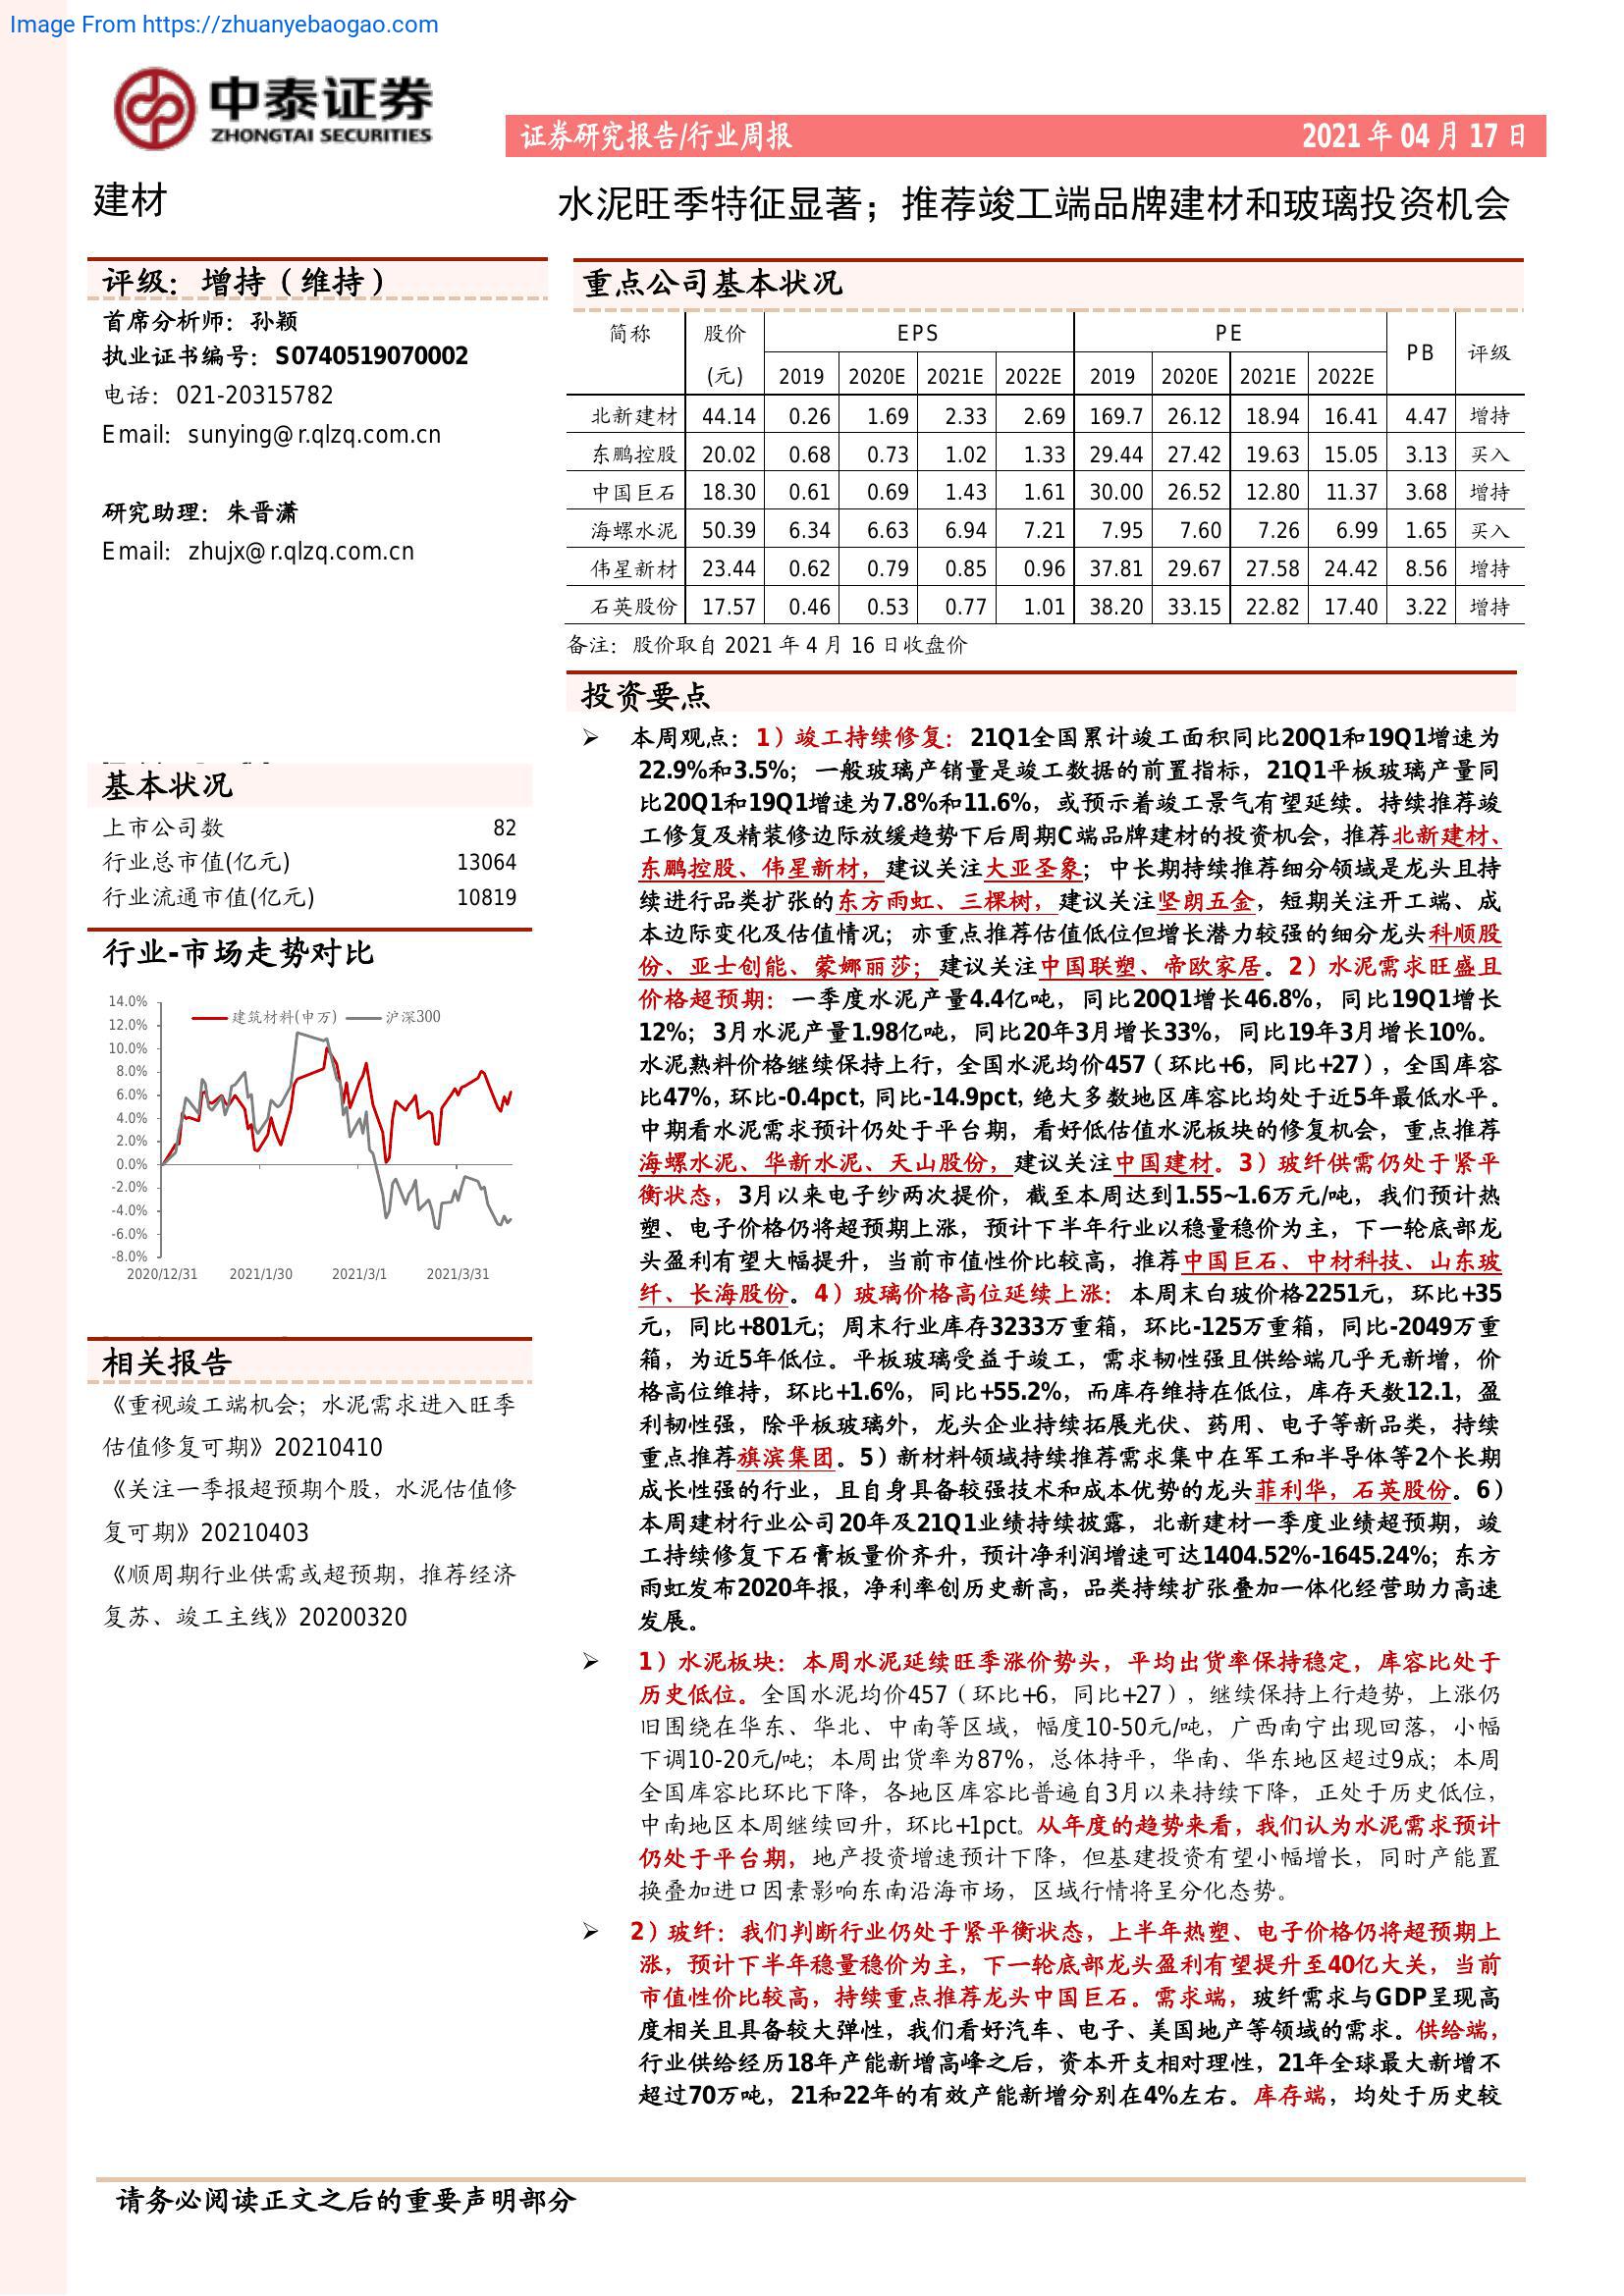 Image From https://zhuanyebaogao.com
中泰证券
ZHONGTAI SECURITIES
证券研究报告/行业周报 2021 年 04 月 17 日
建材
水泥旺季特征显著；推荐竣工端品牌建材和玻璃投资机会
评级：增持（维持）
首席分析师：孙颖
执业证书编号：S0740519070002
电话：021-20315782
Email：sunying@r.qlzq.com.cn
研究助理：朱晋潇
Email：zhujx@r.qlzq.com.cn
基本状况
上市公司数 82
行业总市值(亿元) 13064
行业流通市值(亿元) 10819
行业-市场走势对比
建筑材料(申万) 沪深300
14.0%
12.0%
10.0%
8.0%
6.0%
4.0%
2.0%
0.0%
-2.0%
-4.0%
-6.0%
-8.0%
2020/12/31 2021/1/30 2021/3/1 2021/3/31
相关报告
《重视竣工端机会；水泥需求进入旺季
估值修复可期》20210410
《关注一季报超预期个股，水泥估值修
复可期》20210403
《顺周期行业供需或超预期，推荐经济
复苏、竣工主线》20200320
重点公司基本状况
简称 股价 EPS PE PB 评级
(元) 2019 2020E 2021E 2022E 2019 2020E 2021E 2022E
北新建材 44.14 0.26 1.69 2.33 2.69 169.7 26.12 18.94 16.41 4.47 增持
东鹏控股 20.02 0.68 0.73 1.02 1.33 29.44 27.42 19.63 15.05 3.13 买入
中国巨石 18.30 0.61 0.69 1.43 1.61 30.00 26.52 12.80 11.37 3.68 增持
海螺水泥 50.39 6.34 6.63 6.94 7.21 7.95 7.60 7.26 6.99 1.65 买入
伟星新材 23.44 0.62 0.79 0.85 0.96 37.81 29.67 27.58 24.42 8.56 增持
石英股份 17.57 0.46 0.53 0.77 1.01 38.20 33.15 22.82 17.40 3.22 增持
备注：股价取自 2021 年 4 月 16 日收盘价
投资要点
➢ 本周观点：1）竣工持续修复：21Q1全国累计竣工面积同比20Q1和19Q1增速为
22.9%和3.5%；一般玻璃产销量是竣工数据的前置指标，21Q1平板玻璃产量同
比20Q1和19Q1增速为7.8%和11.6%，或预示着竣工景气有望延续。持续推荐竣
工修复及精装修边际放缓趋势下后周期C端品牌建材的投资机会，推荐北新建材、
东鹏控股、伟星新材，建议关注大亚圣象；中长期持续推荐细分领域是龙头且持
续进行品类扩张的东方雨虹、三棵树，建议关注坚朗五金，短期关注开工端、成
本边际变化及估值情况；亦重点推荐估值低位但增长潜力较强的细分龙头科顺股
份、亚士创能、蒙娜丽莎；建议关注中国联塑、帝欧家居。2）水泥需求旺盛且
价格超预期：一季度水泥产量4.4亿吨，同比20Q1增长46.8%，同比19Q1增长
12%；3月水泥产量1.98亿吨，同比20年3月增长33%，同比19年3月增长10%。
水泥熟料价格继续保持上行，全国水泥均价457（环比+6，同比+27），全国库容
比47%，环比-0.4pct，同比-14.9pct，绝大多数地区库容比均处于近5年最低水平。
中期看水泥需求预计仍处于平台期，看好低估值水泥板块的修复机会，重点推荐
海螺水泥、华新水泥、天山股份，建议关注中国建材。3）玻纤供需仍处于紧平
衡状态，3月以来电子纱两次提价，截至本周达到1.55~1.6万元/吨，我们预计热
塑、电子价格仍将超预期上涨，预计下半年行业以稳量稳价为主，下一轮底部龙
头盈利有望大幅提升，当前市值性价比较高，推荐中国巨石、中材科技、山东玻
纤、长海股份。4）玻璃价格高位延续上涨：本周末白玻价格2251元，环比+35
元，同比+801元；周末行业库存3233万重箱，环比-125万重箱，同比-2049万重
箱，为近5年低位。平板玻璃受益于竣工，需求韧性强且供给端几乎无新增，价
格高位维持，环比+1.6%，同比+55.2%，而库存维持在低位，库存天数12.1，盈
利韧性强，除平板玻璃外，龙头企业持续拓展光伏、药用、电子等新品类，持续
重点推荐旗滨集团。5）新材料领域持续推荐需求集中在军工和半导体等2个长期
成长性强的行业，且自身具备较强技术和成本优势的龙头菲利华，石英股份。6）
本周建材行业公司20年及21Q1业绩持续披露，北新建材一季度业绩超预期，竣
工持续修复下石膏板量价齐升，预计净利润增速可达1404.52%-1645.24%；东方
雨虹发布2020年报，净利率创历史新高，品类持续扩张叠加一体化经营助力高速
发展。
➢ 1）水泥板块：本周水泥延续旺季涨价势头，平均出货率保持稳定，库容比处于
历史低位。全国水泥均价457（环比+6，同比+27），继续保持上行趋势，上涨仍
旧围绕在华东、华北、中南等区域，幅度10-50元/吨，广西南宁出现回落，小幅
下调10-20元/吨；本周出货率为87%，总体持平，华南、华东地区超过9成；本周
全国库容比环比下降，各地区库容比普遍自3月以来持续下降，正处于历史低位，
中南地区本周继续回升，环比+1pct。从年度的趋势来看，我们认为水泥需求预计
仍处于平台期，地产投资增速预计下降，但基建投资有望小幅增长，同时产能置
换叠加进口因素影响东南沿海市场，区域行情将呈分化态势。
➢ 2）玻纤：我们判断行业仍处于紧平衡状态，上半年热塑、电子价格仍将超预期上
涨，预计下半年稳量稳价为主，下一轮底部龙头盈利有望提升至40亿大关，当前
市值性价比较高，持续重点推荐龙头中国巨石。需求端，玻纤需求与GDP呈现高
度相关且具备较大弹性，我们看好汽车、电子、美国地产等领域的需求。供给端，
行业供给经历18年产能新增高峰之后，资本开支相对理性，21年全球最大新增不
超过70万吨，21和22年的有效产能新增分别在4%左右。库存端，均处于历史较
请务必阅读正文之后的重要声明部分